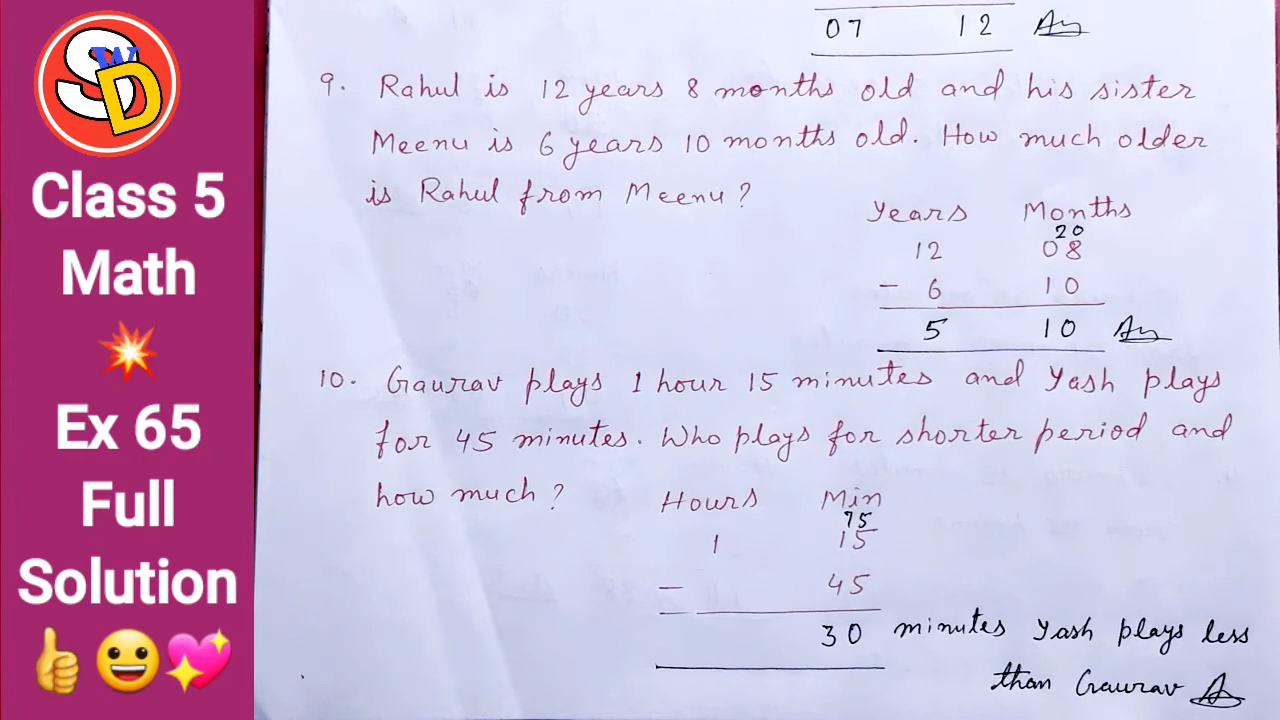 SWD
Class 5
Math
💥
Ex 65
Full
Solution
👍😀💖
07 12 Ans
9. Rahul is 12 years 8 months old and his sister
Meenu is 6 years 10 months old. How much older
is Rahul from Meenu?
Years Months
20
12 08
- 6 10
5 10 Ans
10. Gaurav plays 1 hour 15 minutes and Yash plays
for 45 minutes. Who plays for shorter period and
how much?
Hours Min
75
1 15
- 45
30 minutes Yash plays less
than Gaurav